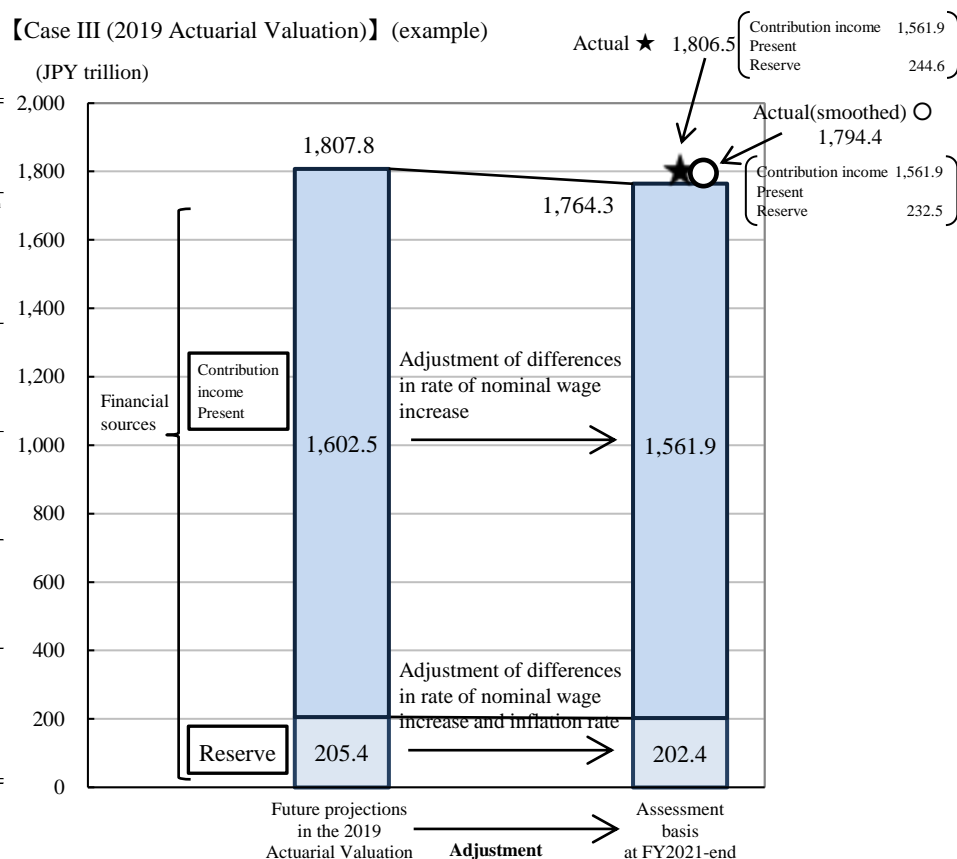 【Case III (2019 Actuarial Valuation)】 (example)
(JPY trillion)
Actual ★ 1,806.5
Contribution income 1,561.9
Present
Reserve 244.6
Actual(smoothed) ○
1,794.4
Contribution income 1,561.9
Present
Reserve 232.5
2,000
1,800
1,600
1,400
1,200
1,000
800
600
400
200
0
1,807.8
1,764.3
Financial
sources
Contribution
income
Present
1,602.5
Adjustment of differences
in rate of nominal wage
increase
1,561.9
Reserve
205.4
Adjustment of differences
in rate of nominal wage
increase and inflation rate
202.4
Future projections
in the 2019
Actuarial Valuation
Adjustment
Assessment
basis
at FY2021-end